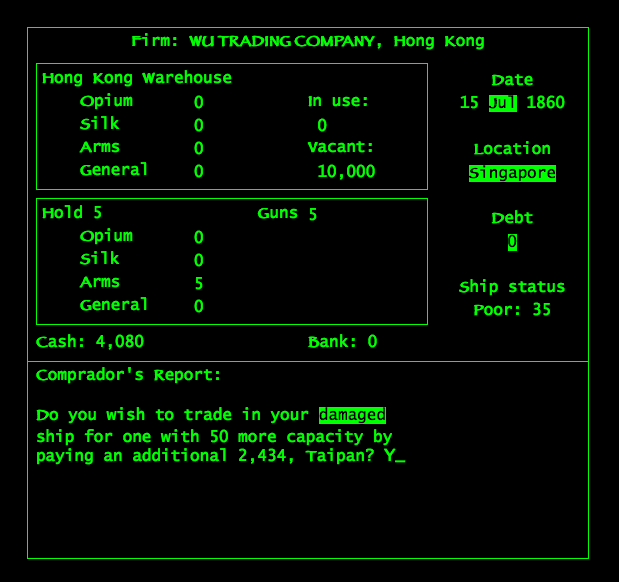 Firm: WU TRADING COMPANY, Hong Kong
Hong Kong Warehouse
Opium 0 In use:
Silk 0 0
Arms 0 Vacant:
General 0 10,000
Date
15 Jul 1860
Location
Singapore
Hold 5 Guns 5
Opium 0
Silk 0
Arms 5
General 0
Debt
0
Ship status
Poor: 35
Cash: 4,080 Bank: 0
Comprador's Report:
Do you wish to trade in your damaged
ship for one with 50 more capacity by
paying an additional 2,434, Taipan? Y_